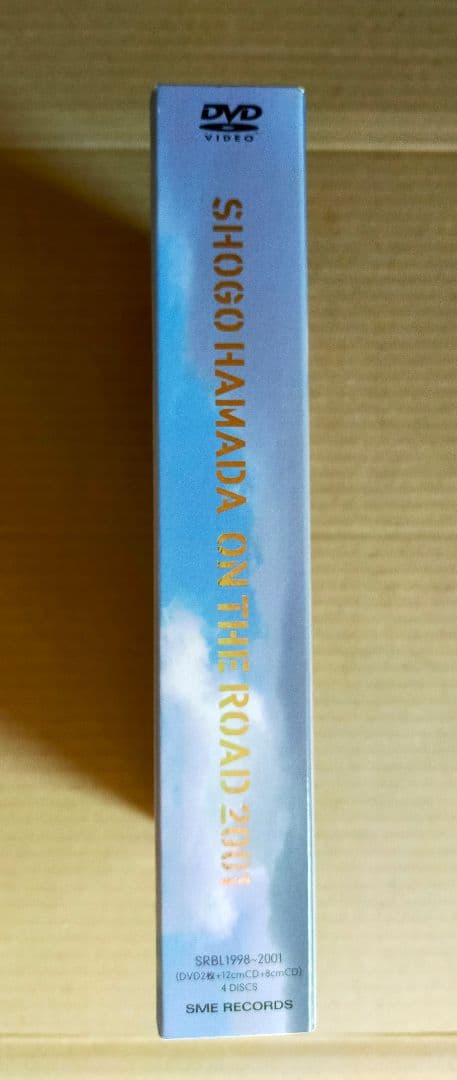 DVD
VIDEO
SHOGO HAMADA ON THE ROAD 2001
SRBL1998~2001
(DVD2枚+12cmCD+8cmCD)
4 DISCS
SME RECORDS